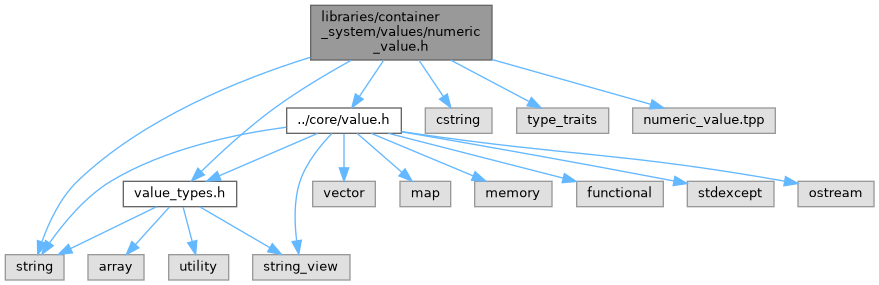 libraries/container
_system/values/numeric
_value.h
../core/value.h
cstring
type_traits
numeric_value.tpp
value_types.h
vector
map
memory
functional
stdexcept
ostream
string
array
utility
string_view